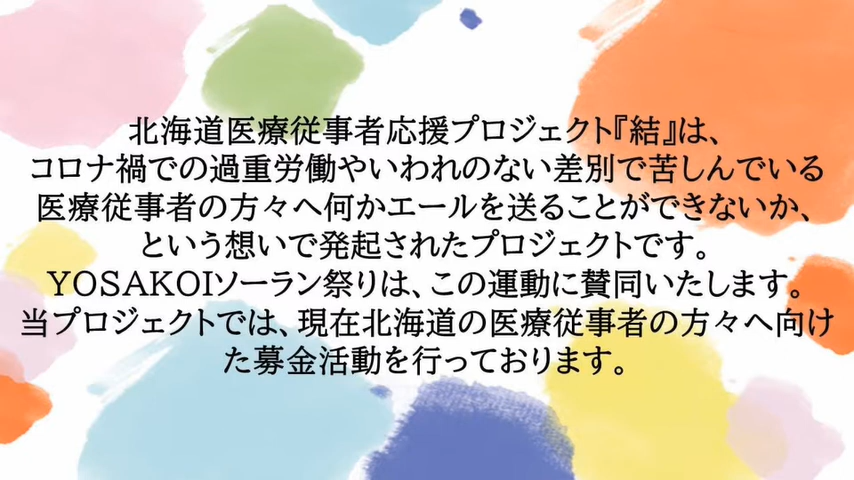 北海道医療従事者応援プロジェクト『結』は、
コロナ禍での過重労働やいわれのない差別で苦しんでいる
医療従事者の方々へ何かエールを送ることができないか、
という想いで発起されたプロジェクトです。
YOSAKOIソーラン祭りは、この運動に賛同いたします。
当プロジェクトでは、現在北海道の医療従事者の方々へ向け
た募金活動を行っております。